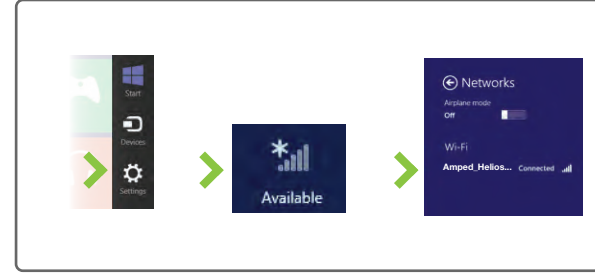 Start
Devices
Settings
Available
Networks
Airplane mode
Off
Wi-Fi
Amped_Helios... Connected